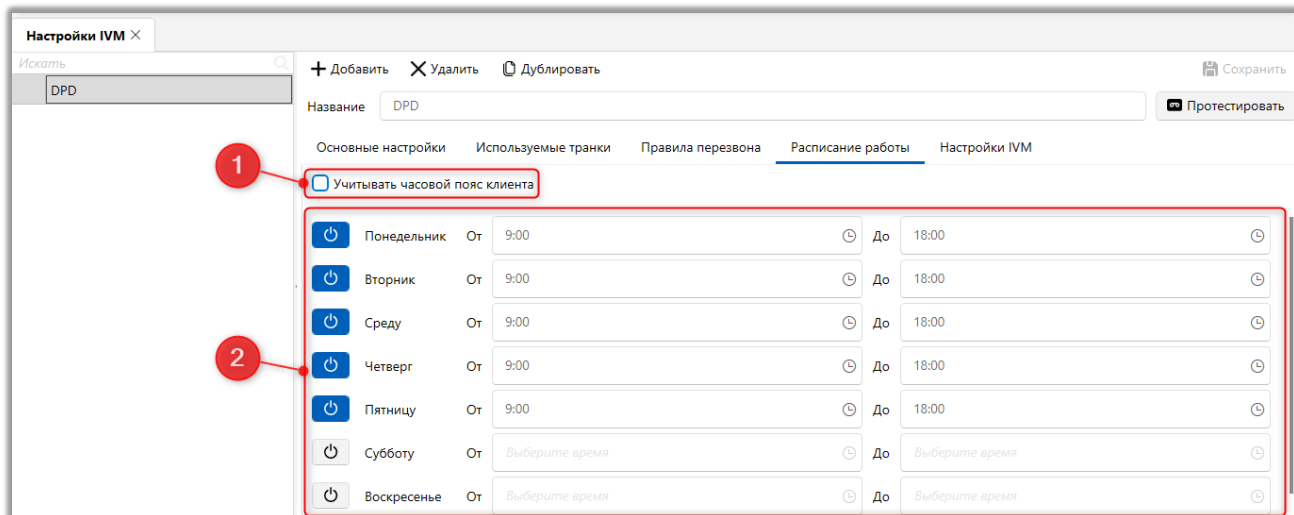 Настройки IVM
Искать
DPD
Добавить Удалить Дублировать Сохранить
Название DPD Протестировать
Основные настройки Используемые транки Правила перезвона Расписание работы Настройки IVM
1
Учитывать часовой пояс клиента
Понедельник От 9:00 До 18:00
Вторник От 9:00 До 18:00
Среду От 9:00 До 18:00
2
Четверг От 9:00 До 18:00
Пятницу От 9:00 До 18:00
Субботу От Выберите время До Выберите время
Воскресенье От Выберите время До Выберите время